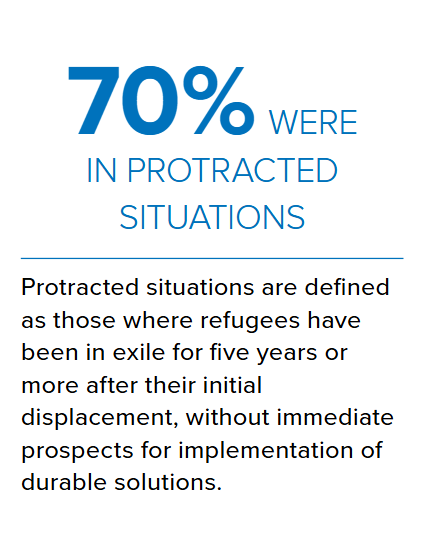 70% WERE
IN PROTRACTED
SITUATIONS
Protracted situations are defined
as those where refugees have
been in exile for five years or
more after their initial
displacement, without immediate
prospects for implementation of
durable solutions.